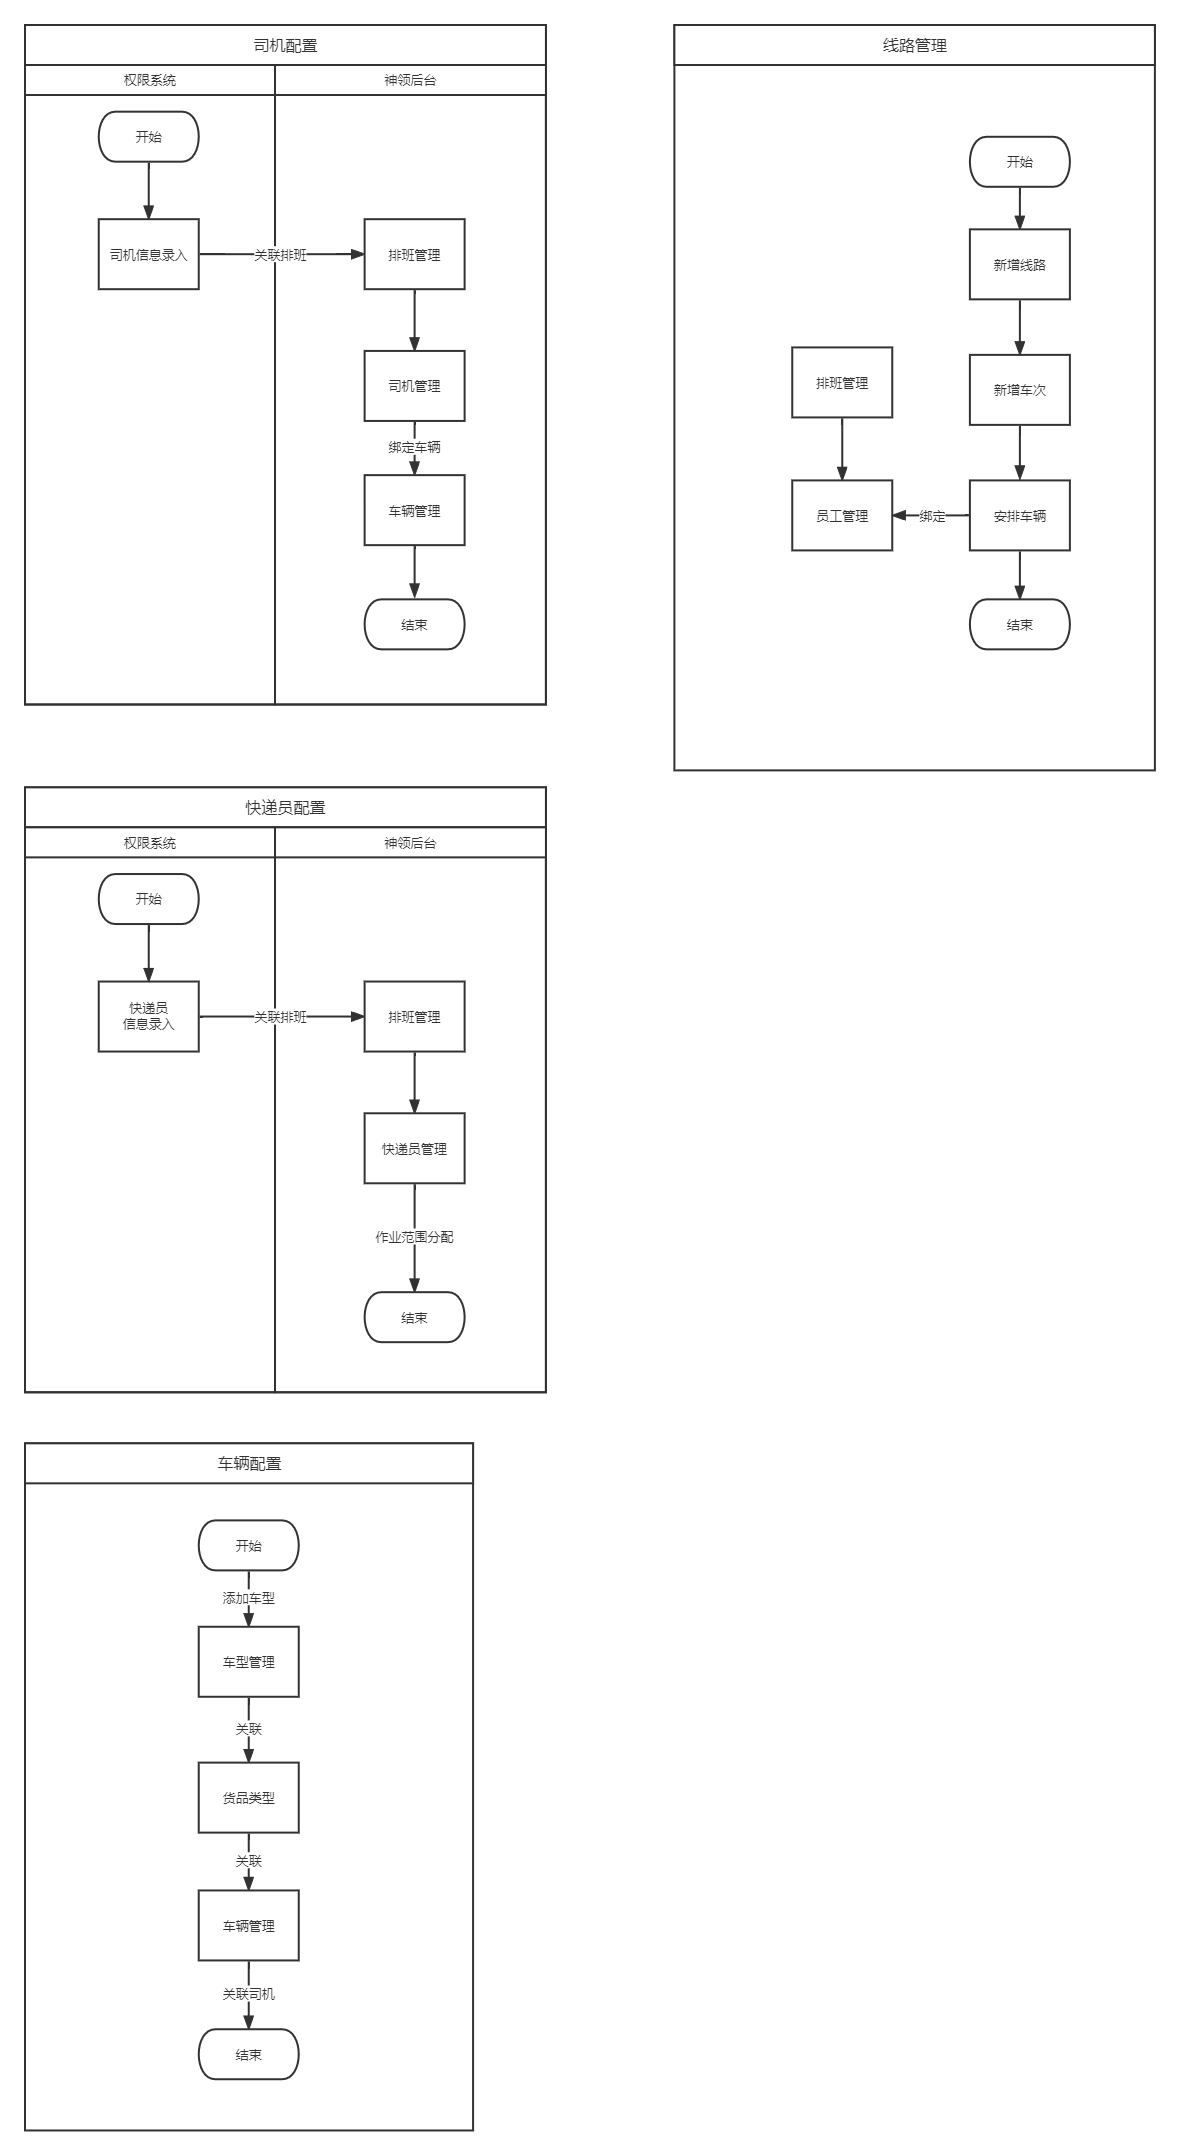 司机配置
权限系统
神领后台
开始
司机信息录入
关联排班
排班管理
司机管理
绑定车辆
车辆管理
结束
线路管理
开始
新增线路
新增车次
排班管理
员工管理
绑定
安排车辆
结束
快递员配置
权限系统
神领后台
开始
快递员
信息录入
关联排班
排班管理
快递员管理
作业范围分配
结束
车辆配置
开始
添加车型
车型管理
关联
货品类型
关联
车辆管理
关联司机
结束